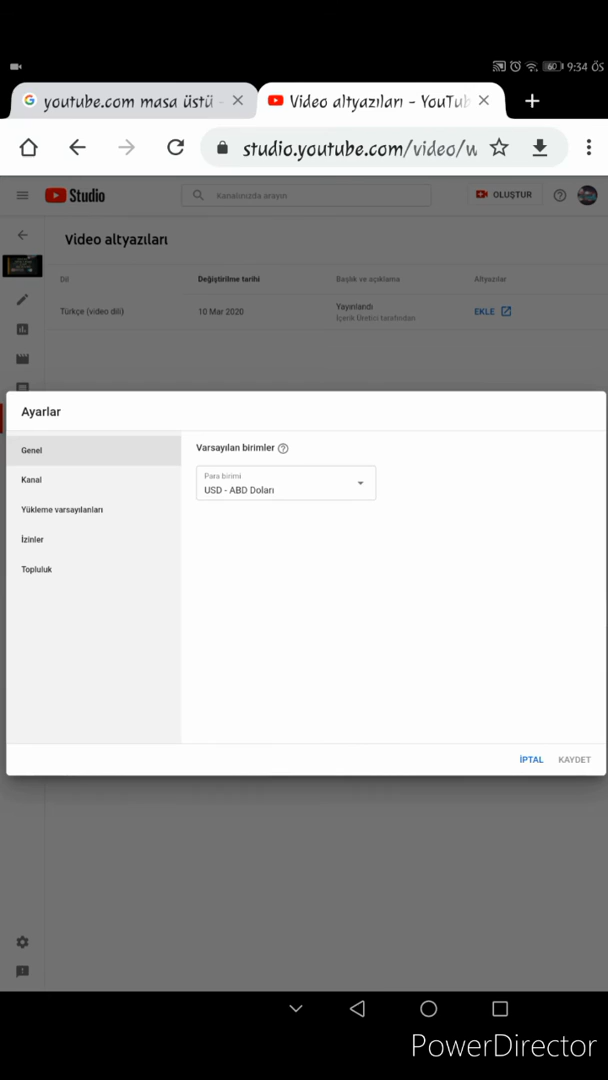 60 9:34 ÖS
youtube.com masa üstü -
Video altyazıları - YouTub
studio.youtube.com/video/w
Studio
Kanalınızda arayın
OLUŞTUR
Video altyazıları
Dil Değiştirilme tarihi Başlık ve açıklama Altyazılar
Türkçe (video dili) 10 Mar 2020 Yayınlandı EKLE
İçerik Üretici tarafından
Ayarlar
Genel
Kanal
Yükleme varsayılanları
İzinler
Topluluk
Varsayılan birimler
Para birimi
USD - ABD Doları
İPTAL KAYDET
PowerDirector